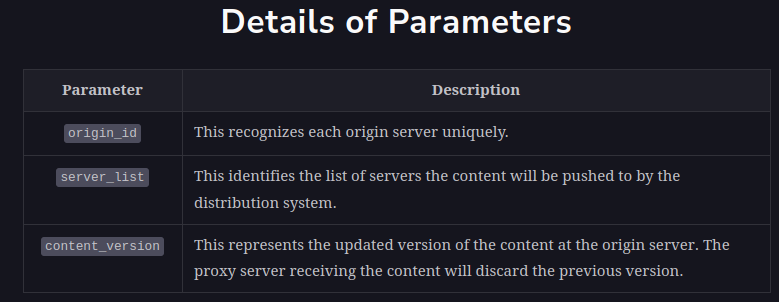 Details of Parameters
Parameter Description
origin_id This recognizes each origin server uniquely.
server_list This identifies the list of servers the content will be pushed to by the
distribution system.
content_version This represents the updated version of the content at the origin server. The
proxy server receiving the content will discard the previous version.